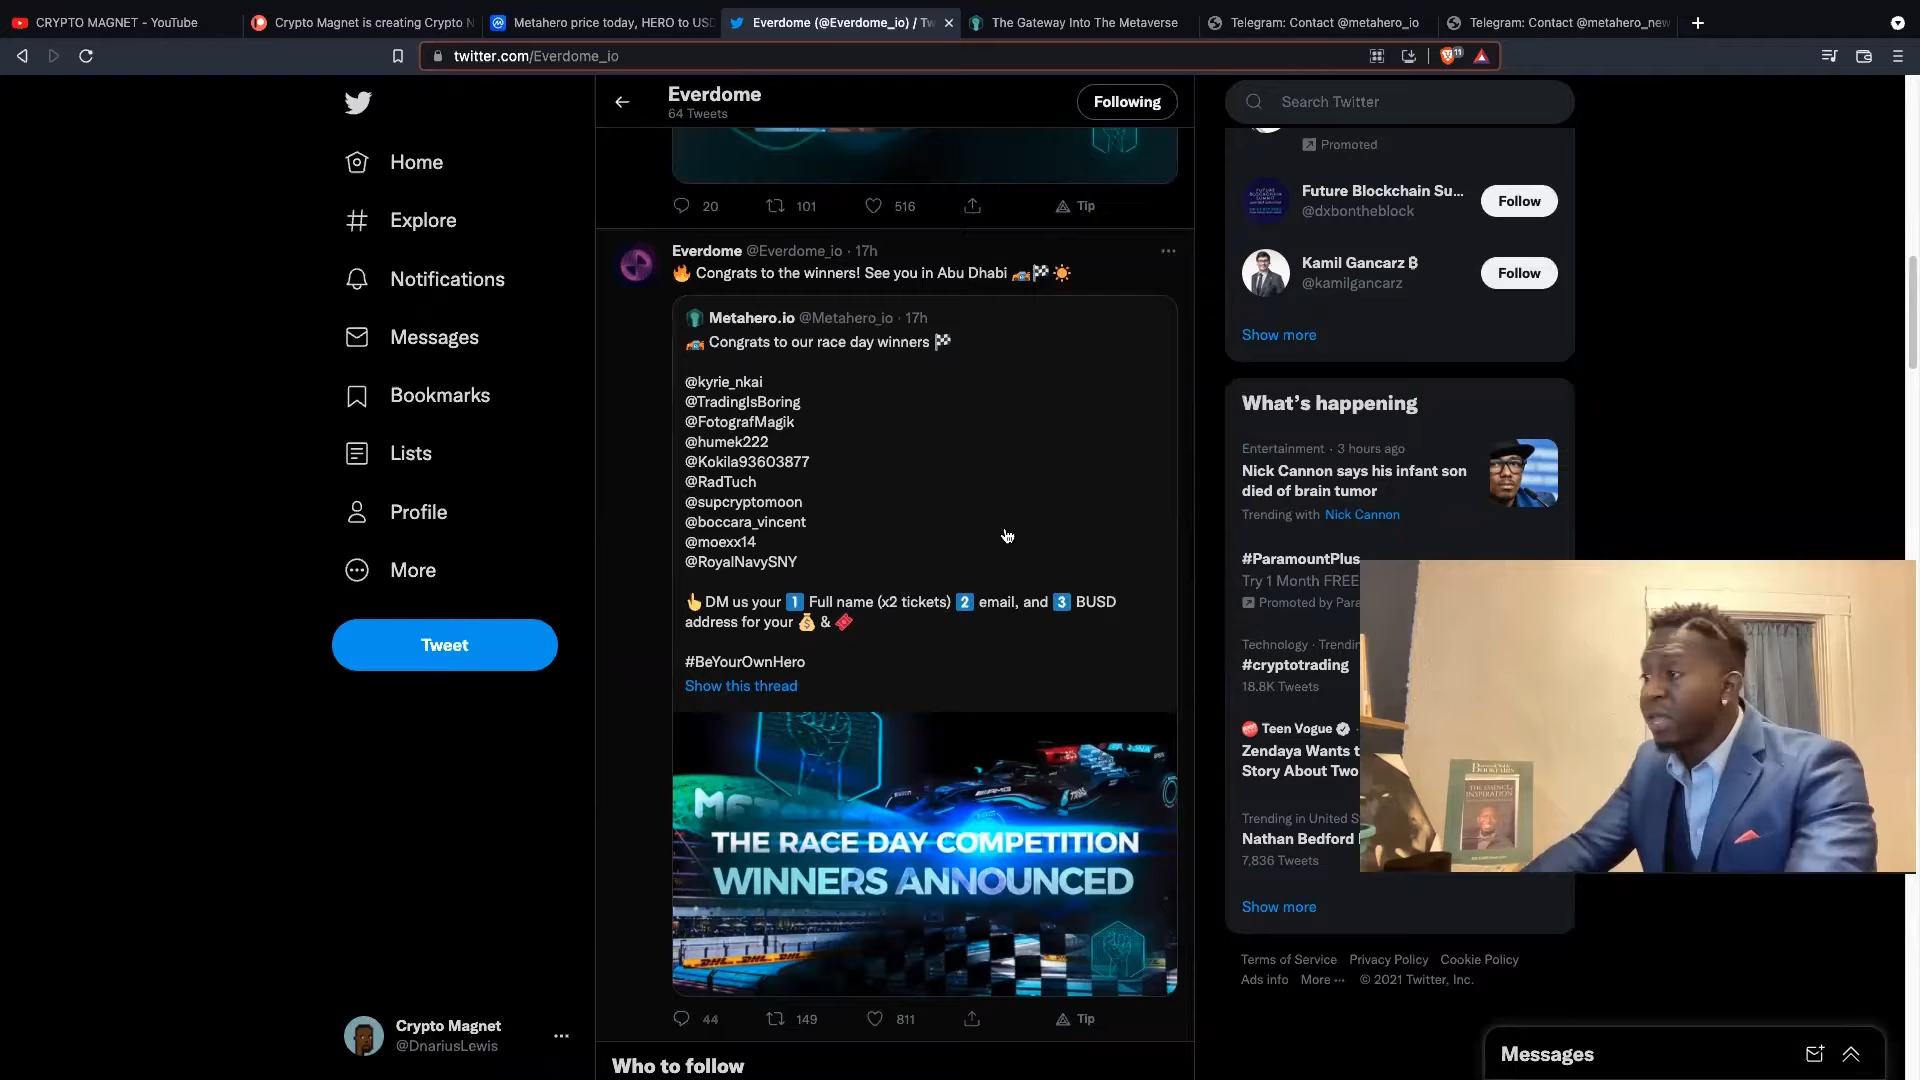 CRYPTO MAGNET - YouTube
Crypto Magnet is creating Crypto N
Metahero price today, HERO to USD
Everdome (@Everdome_io) / Tw
The Gateway Into The Metaverse
Telegram: Contact @metahero_io
Telegram: Contact @metahero_new
twitter.com/Everdome_io
11
Home
Explore
Notifications
Messages
Bookmarks
Lists
Profile
More
Tweet
Crypto Magnet
@DnariusLewis
Everdome
64 Tweets
Following
20
101
516
Tip
Everdome @Everdome_io · 17h
🔥 Congrats to the winners! See you in Abu Dhabi 🏎️🏁☀️
Metahero.io @Metahero_io · 17h
🏎️ Congrats to our race day winners 🏁
@kyrie_nkai
@TradingIsBoring
@FotografMagik
@humek222
@Kokila93603877
@RadTuch
@supcryptomoon
@boccara_vincent
@moexx14
@RoyalNavySNY
👆DM us your 1️⃣ Full name (x2 tickets) 2️⃣ email, and 3️⃣ BUSD
address for your 💰 & 🎟️
#BeYourOwnHero
Show this thread
AMG
THE RACE DAY COMPETITION
WINNERS ANNOUNCED
DHL
44
149
811
Tip
Who to follow
Search Twitter
Promoted
Future Blockchain Su...
@dxbontheblock
Follow
Kamil Gancarz ₿
@kamilgancarz
Follow
Show more
What's happening
Entertainment · 3 hours ago
Nick Cannon says his infant son
died of brain tumor
Trending with Nick Cannon
#ParamountPlus
Try 1 Month FREE
Promoted by Para
Technology · Trendin
#cryptotrading
18.8K Tweets
Teen Vogue ·
Zendaya Wants t
Story About Two
Trending in United S
Nathan Bedford
7,836 Tweets
Show more
THE ESSENCE
INSPIRATION
Terms of Service Privacy Policy Cookie Policy
Ads info More ··· © 2021 Twitter, Inc.
Messages